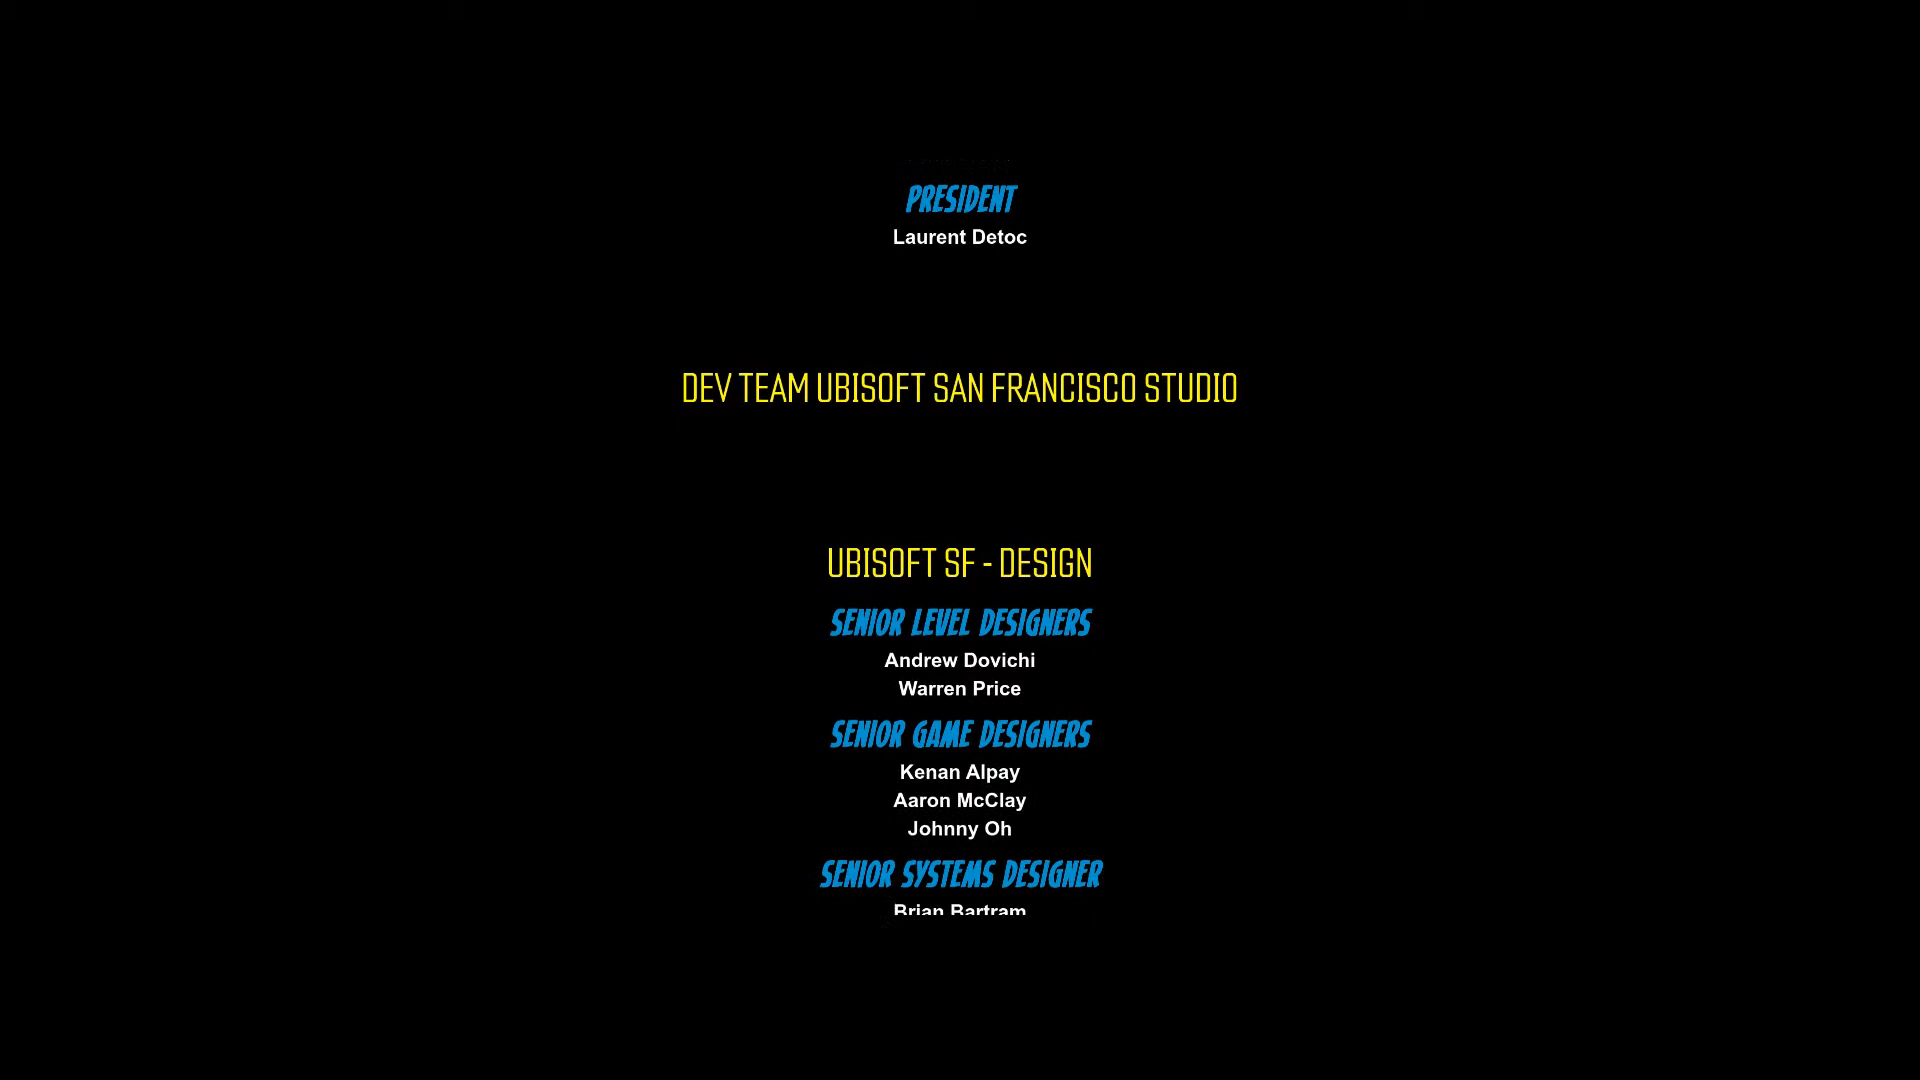 PRESIDENT
Laurent Detoc
DEV TEAM UBISOFT SAN FRANCISCO STUDIO
UBISOFT SF - DESIGN
SENIOR LEVEL DESIGNERS
Andrew Dovichi
Warren Price
SENIOR GAME DESIGNERS
Kenan Alpay
Aaron McClay
Johnny Oh
SENIOR SYSTEMS DESIGNER
Brian Bartram